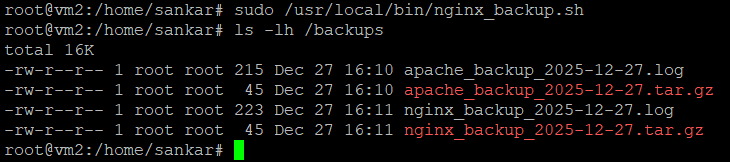 root@vm2:/home/sankar# sudo /usr/local/bin/nginx_backup.sh
root@vm2:/home/sankar# ls -lh /backups
total 16K
-rw-r--r-- 1 root root 215 Dec 27 16:10 apache_backup_2025-12-27.log
-rw-r--r-- 1 root root  45 Dec 27 16:10 apache_backup_2025-12-27.tar.gz
-rw-r--r-- 1 root root 223 Dec 27 16:11 nginx_backup_2025-12-27.log
-rw-r--r-- 1 root root  45 Dec 27 16:11 nginx_backup_2025-12-27.tar.gz
root@vm2:/home/sankar#